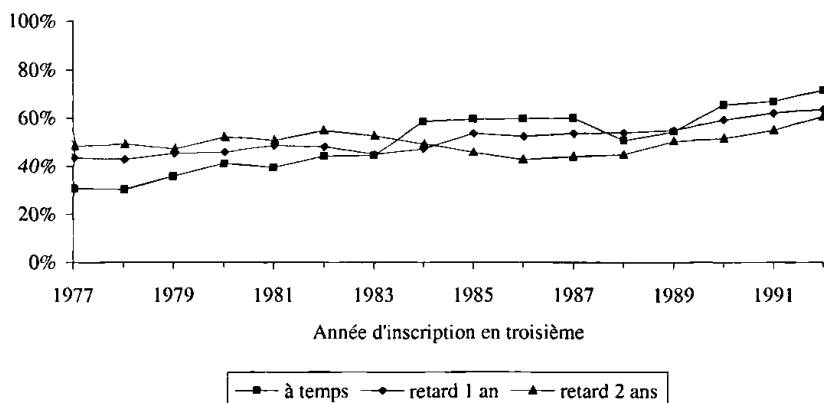 100%
80%
60%
40%
20%
0%
1977 1979 1981 1983 1985 1987 1989 1991
Année d'inscription en troisième
à temps retard 1 an retard 2 ans